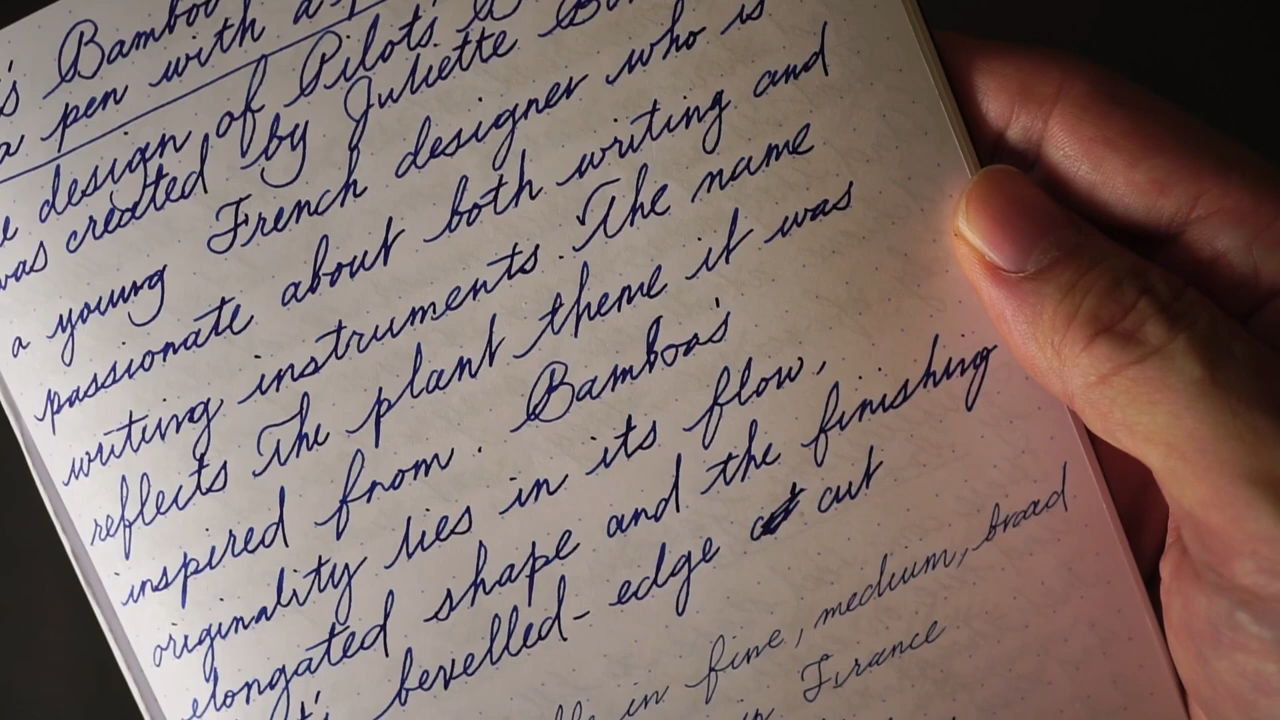 's Bamboo
a pen with a
design of Pilot's
was created by Juliette
a young French designer who is
passionate about both writing and
writing instruments. The name
reflects the plant theme it was
inspired from. Bamboo's
originality lies in its flow,
elongated shape and the finishing
bevelled-edge cut
in fine, medium, broad
France